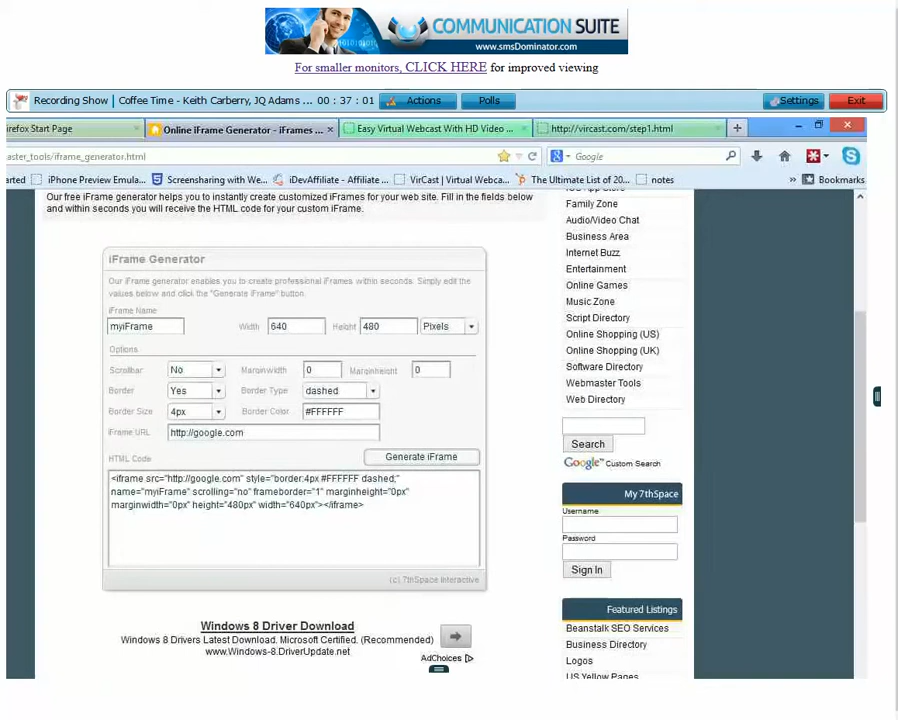 COMMUNICATION SUITE
www.smsDominator.com
For smaller monitors, CLICK HERE for improved viewing
Recording Show | Coffee Time - Keith Carberry, JQ Adams ... 00 : 37 : 01 Actions Polls Settings Exit
irefox Start Page × Online iFrame Generator - iFrames ... × Easy Virtual Webcast With HD Video ... × http://vircast.com/step1.html ×
aster_tools/iframe_generator.html Google
arted iPhone Preview Emula... Screensharing w-th We... iDevAffiliate - Affiliate ... VirCast | Virtual Webca... The Ultimate List of 20... notes » Bookmarks
Our free iFrame generator helps you to instantly create customized iFrames for your web site. Fill in the fields below
and within seconds you will receive the HTML code for your custom iFrame.
iFrame Generator
Our iFrame generator enables you to create professional iFrames within seconds. Simply edit the
values below and click the "Generate iFrame" button.
iFrame Name
myiFrame Width 640 Height 480 Pixels
Options
Scrollbar No Marginwidth 0 Marginheight 0
Border Yes Border Type dashed
Border Size 4px Border Color #FFFFFF
iFrame URL http://google.com
HTML Code Generate iFrame
<iframe src="http://google.com" style="border:4px #FFFFFF dashed;"
name="myiFrame" scrolling="no" frameborder="1" marginheight="0px"
marginwidth="0px" height="480px" width="640px"></iframe>
(c) 7thSpace Interactive
Windows 8 Driver Download
Windows 8 Drivers Latest Download. Microsoft Certified. (Recommended)
www.Windows-8.DriverUpdate.net
AdChoices
iOS App Store
Family Zone
Audio/Video Chat
Business Area
Internet Buzz
Entertainment
Online Games
Music Zone
Script Directory
Online Shopping (US)
Online Shopping (UK)
Software Directory
Webmaster Tools
Web Directory
Search
Google Custom Search
My 7thSpace
Username
Password
Sign In
Featured Listings
Beanstalk SEO Services
Business Directory
Logos
US Yellow Pages